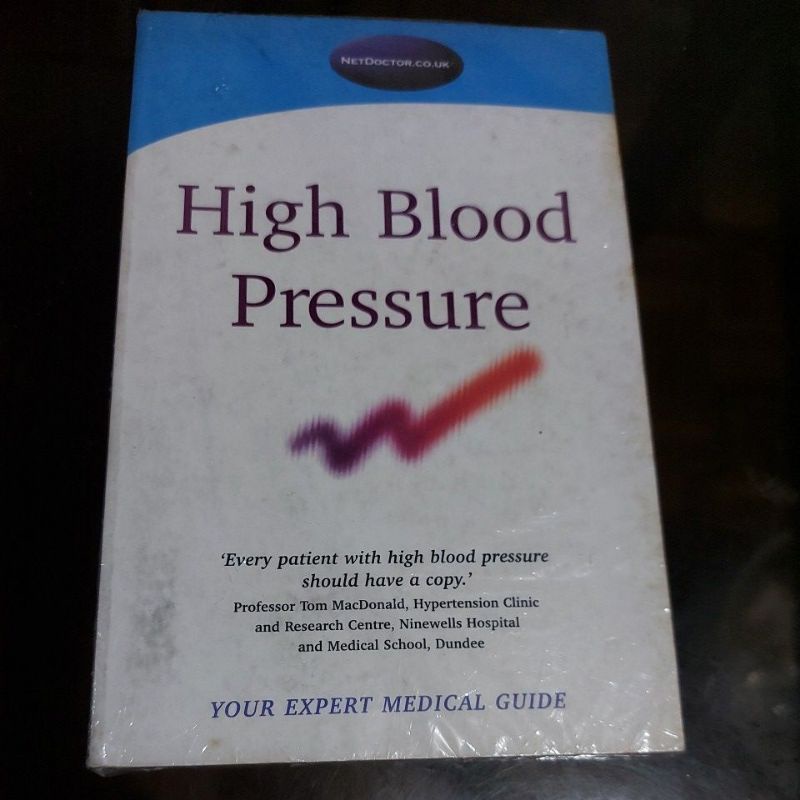 NETDOCTOR.CO.UK
High Blood
Pressure
‘Every patient with high blood pressure
should have a copy.’
Professor Tom MacDonald, Hypertension Clinic
and Research Centre, Ninewells Hospital
and Medical School, Dundee
YOUR EXPERT MEDICAL GUIDE